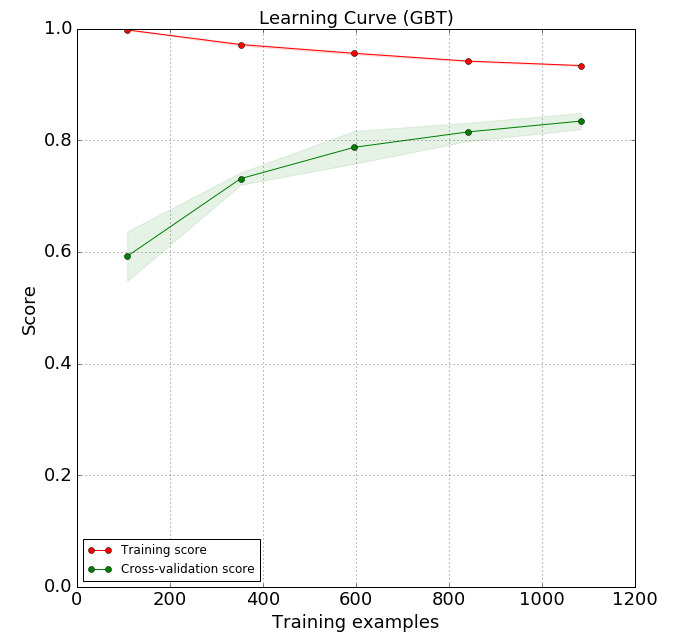 Learning Curve (GBT)
1.0
0.8
0.6
0.4
0.2
0.0
Score
Training score
Cross-validation score
0 200 400 600 800 1000 1200
Training examples